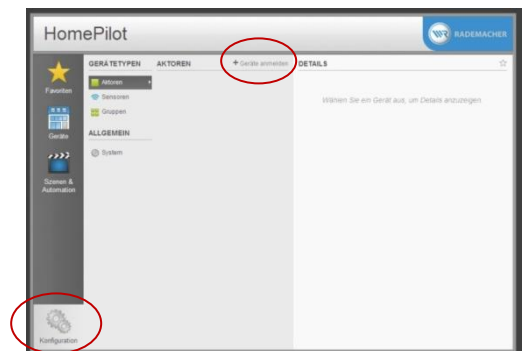 HomePilot
WR RADEMACHER
Favoriten
Geräte
Szenen &
Automation
Konfiguration
GERÄTETYPEN
Aktoren
Sensoren
Gruppen
ALLGEMEIN
System
AKTOREN
+ Geräte anmelden
DETAILS
Wählen Sie ein Gerät aus, um Details anzuzeigen.